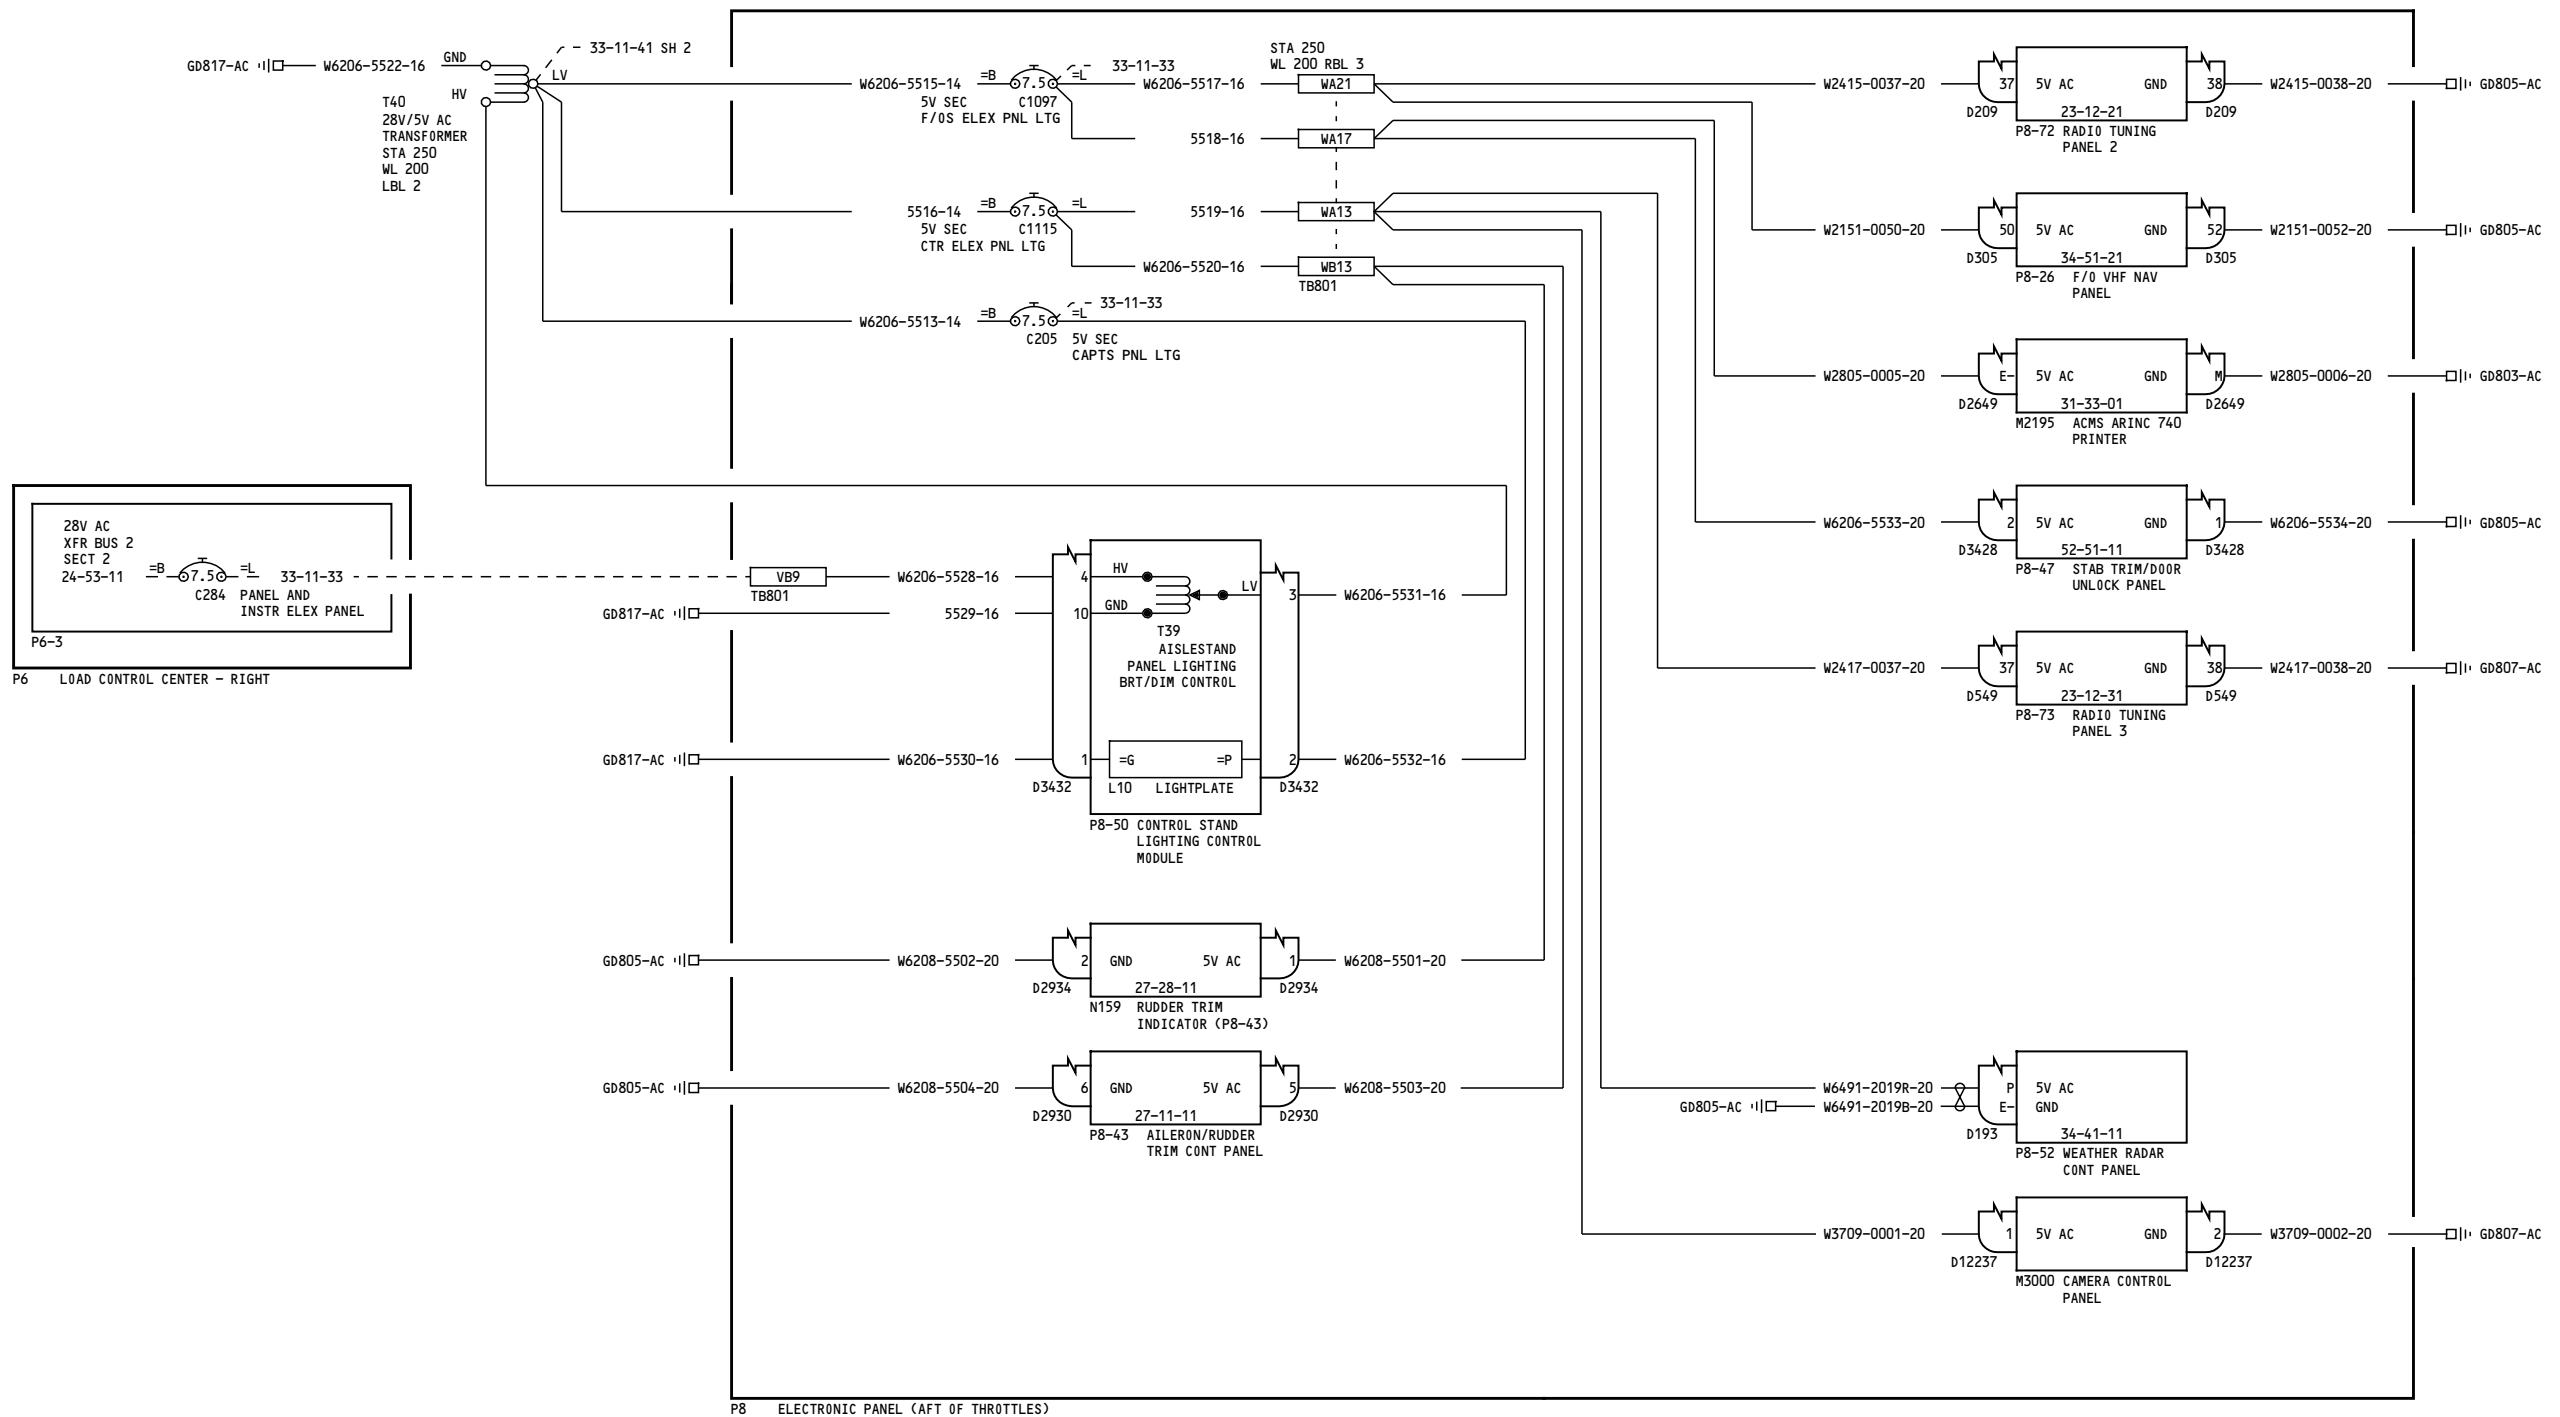 GD817-AC
W6206-5522-16
GND
33-11-41 SH 2
LV
HV
T40
28V/5V AC
TRANSFORMER
STA 250
WL 200
LBL 2
W6206-5515-14
=B
7.5
=L
33-11-33
5V SEC
C1097
F/OS ELEX PNL LTG
W6206-5517-16
STA 250
WL 200 RBL 3
WA21
5518-16
WA17
5516-14
=B
7.5
=L
5V SEC
C1115
CTR ELEX PNL LTG
5519-16
WA13
W6206-5520-16
WB13
TB801
W6206-5513-14
=B
7.5
=L
33-11-33
C205
5V SEC
CAPTS PNL LTG
W2415-0037-20
37
5V AC
GND
38
W2415-0038-20
GD805-AC
D209
23-12-21
D209
P8-72 RADIO TUNING
PANEL 2
W2151-0050-20
50
5V AC
GND
52
W2151-0052-20
GD805-AC
D305
34-51-21
D305
P8-26 F/O VHF NAV
PANEL
W2805-0005-20
E-
5V AC
GND
M
W2805-0006-20
GD803-AC
D2649
31-33-01
D2649
M2195 ACMS ARINC 740
PRINTER
W6206-5533-20
2
5V AC
GND
1
W6206-5534-20
GD805-AC
D3428
52-51-11
D3428
P8-47 STAB TRIM/DOOR
UNLOCK PANEL
W2417-0037-20
37
5V AC
GND
38
W2417-0038-20
GD807-AC
D549
23-12-31
D549
P8-73 RADIO TUNING
PANEL 3
28V AC
XFR BUS 2
SECT 2
24-53-11
=B
7.5
=L
33-11-33
C284
PANEL AND
INSTR ELEX PANEL
P6-3
P6 LOAD CONTROL CENTER - RIGHT
VB9
TB801
W6206-5528-16
4
HV
GD817-AC
5529-16
10
GND
LV
3
W6206-5531-16
T39
AISLESTAND
PANEL LIGHTING
BRT/DIM CONTROL
GD817-AC
W6206-5530-16
1
=G
=P
2
W6206-5532-16
D3432
L10 LIGHTPLATE
D3432
P8-50 CONTROL STAND
LIGHTING CONTROL
MODULE
GD805-AC
W6208-5502-20
2
GND
5V AC
1
W6208-5501-20
D2934
27-28-11
D2934
N159 RUDDER TRIM
INDICATOR (P8-43)
GD805-AC
W6208-5504-20
6
GND
5V AC
5
W6208-5503-20
D2930
27-11-11
D2930
P8-43 AILERON/RUDDER
TRIM CONT PANEL
W6491-2019R-20
P
5V AC
GD805-AC
W6491-2019B-20
E-
GND
D193
34-41-11
P8-52 WEATHER RADAR
CONT PANEL
W3709-0001-20
1
5V AC
GND
2
W3709-0002-20
GD807-AC
D12237
D12237
M3000 CAMERA CONTROL
PANEL
P8 ELECTRONIC PANEL (AFT OF THROTTLES)